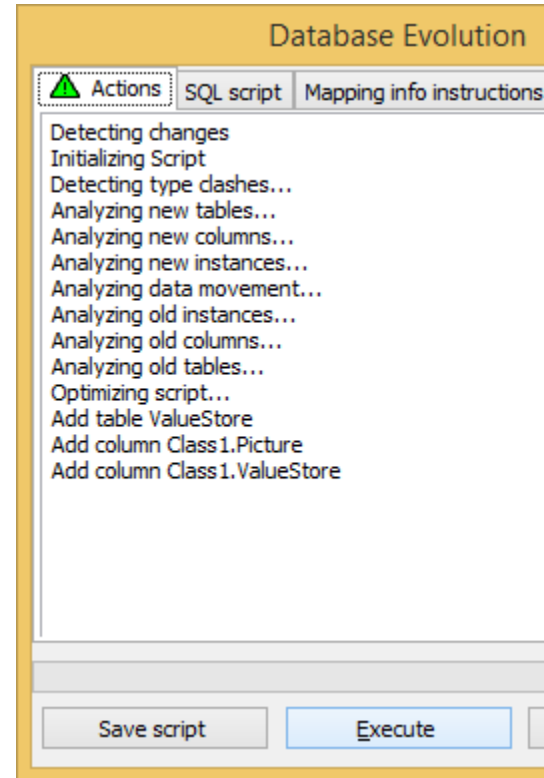 Database Evolution
Actions
SQL script
Mapping info instructions
Detecting changes
Initializing Script
Detecting type clashes...
Analyzing new tables...
Analyzing new columns...
Analyzing new instances...
Analyzing data movement...
Analyzing old instances...
Analyzing old columns...
Analyzing old tables...
Optimizing script...
Add table ValueStore
Add column Class1.Picture
Add column Class1.ValueStore
Save script
Execute